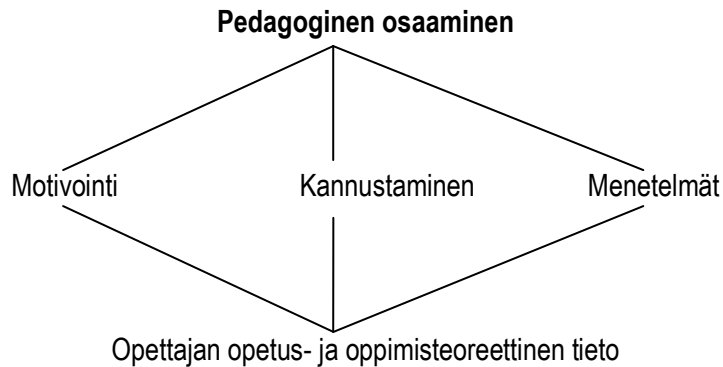 Pedagoginen osaaminen
Motivointi Kannustaminen Menetelmät
Opettajan opetus- ja oppimisteoreettinen tieto